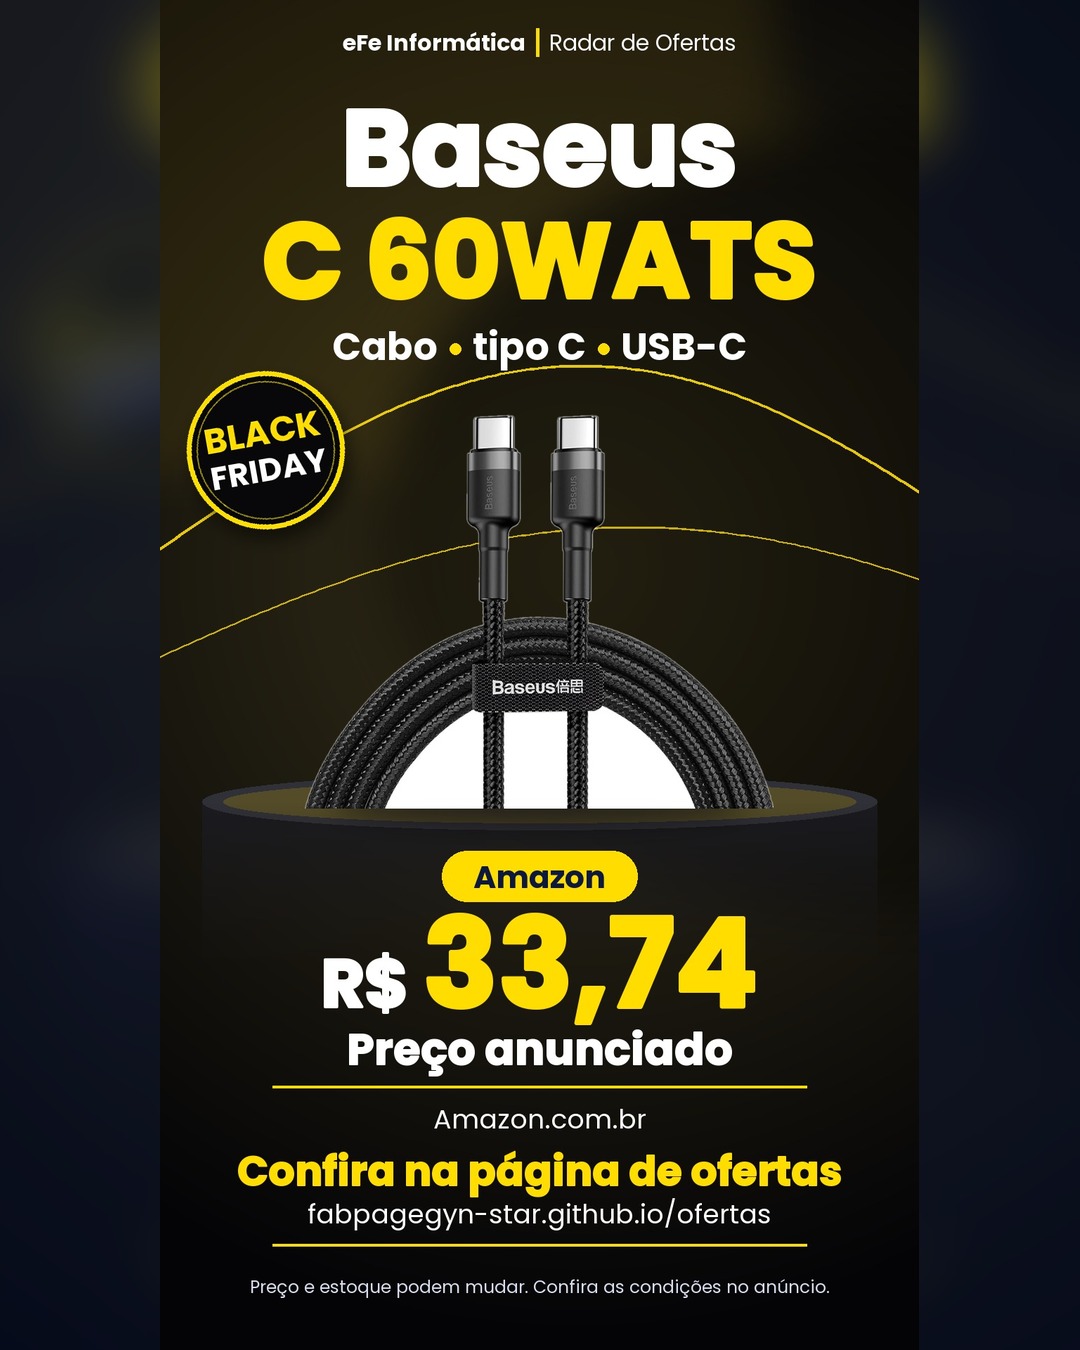 eFe Informática | Radar de Ofertas
Baseus
C 60WATS
Cabo • tipo C • USB-C
BLACK
FRIDAY
Baseus
Baseus
Baseus倍思
Amazon
R$ 33,74
Preço anunciado
Amazon.com.br
Confira na página de ofertas
fabpagegyn-star.github.io/ofertas
Preço e estoque podem mudar. Confira as condições no anúncio.